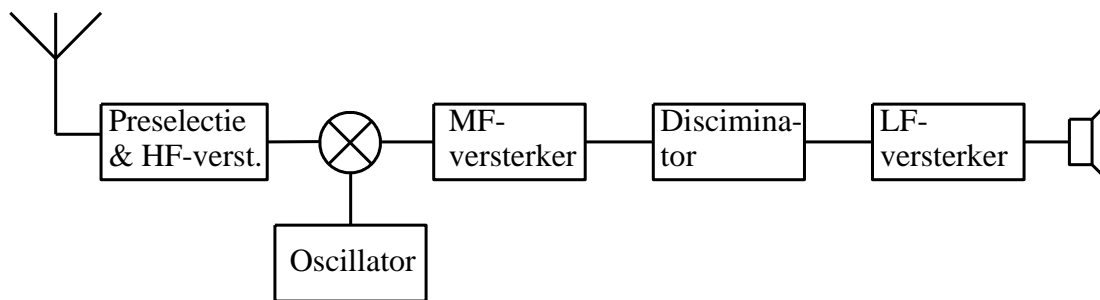 Preselectie
& HF-verst.
MF-
versterker
Discimina-
tor
LF-
versterker
Oscillator